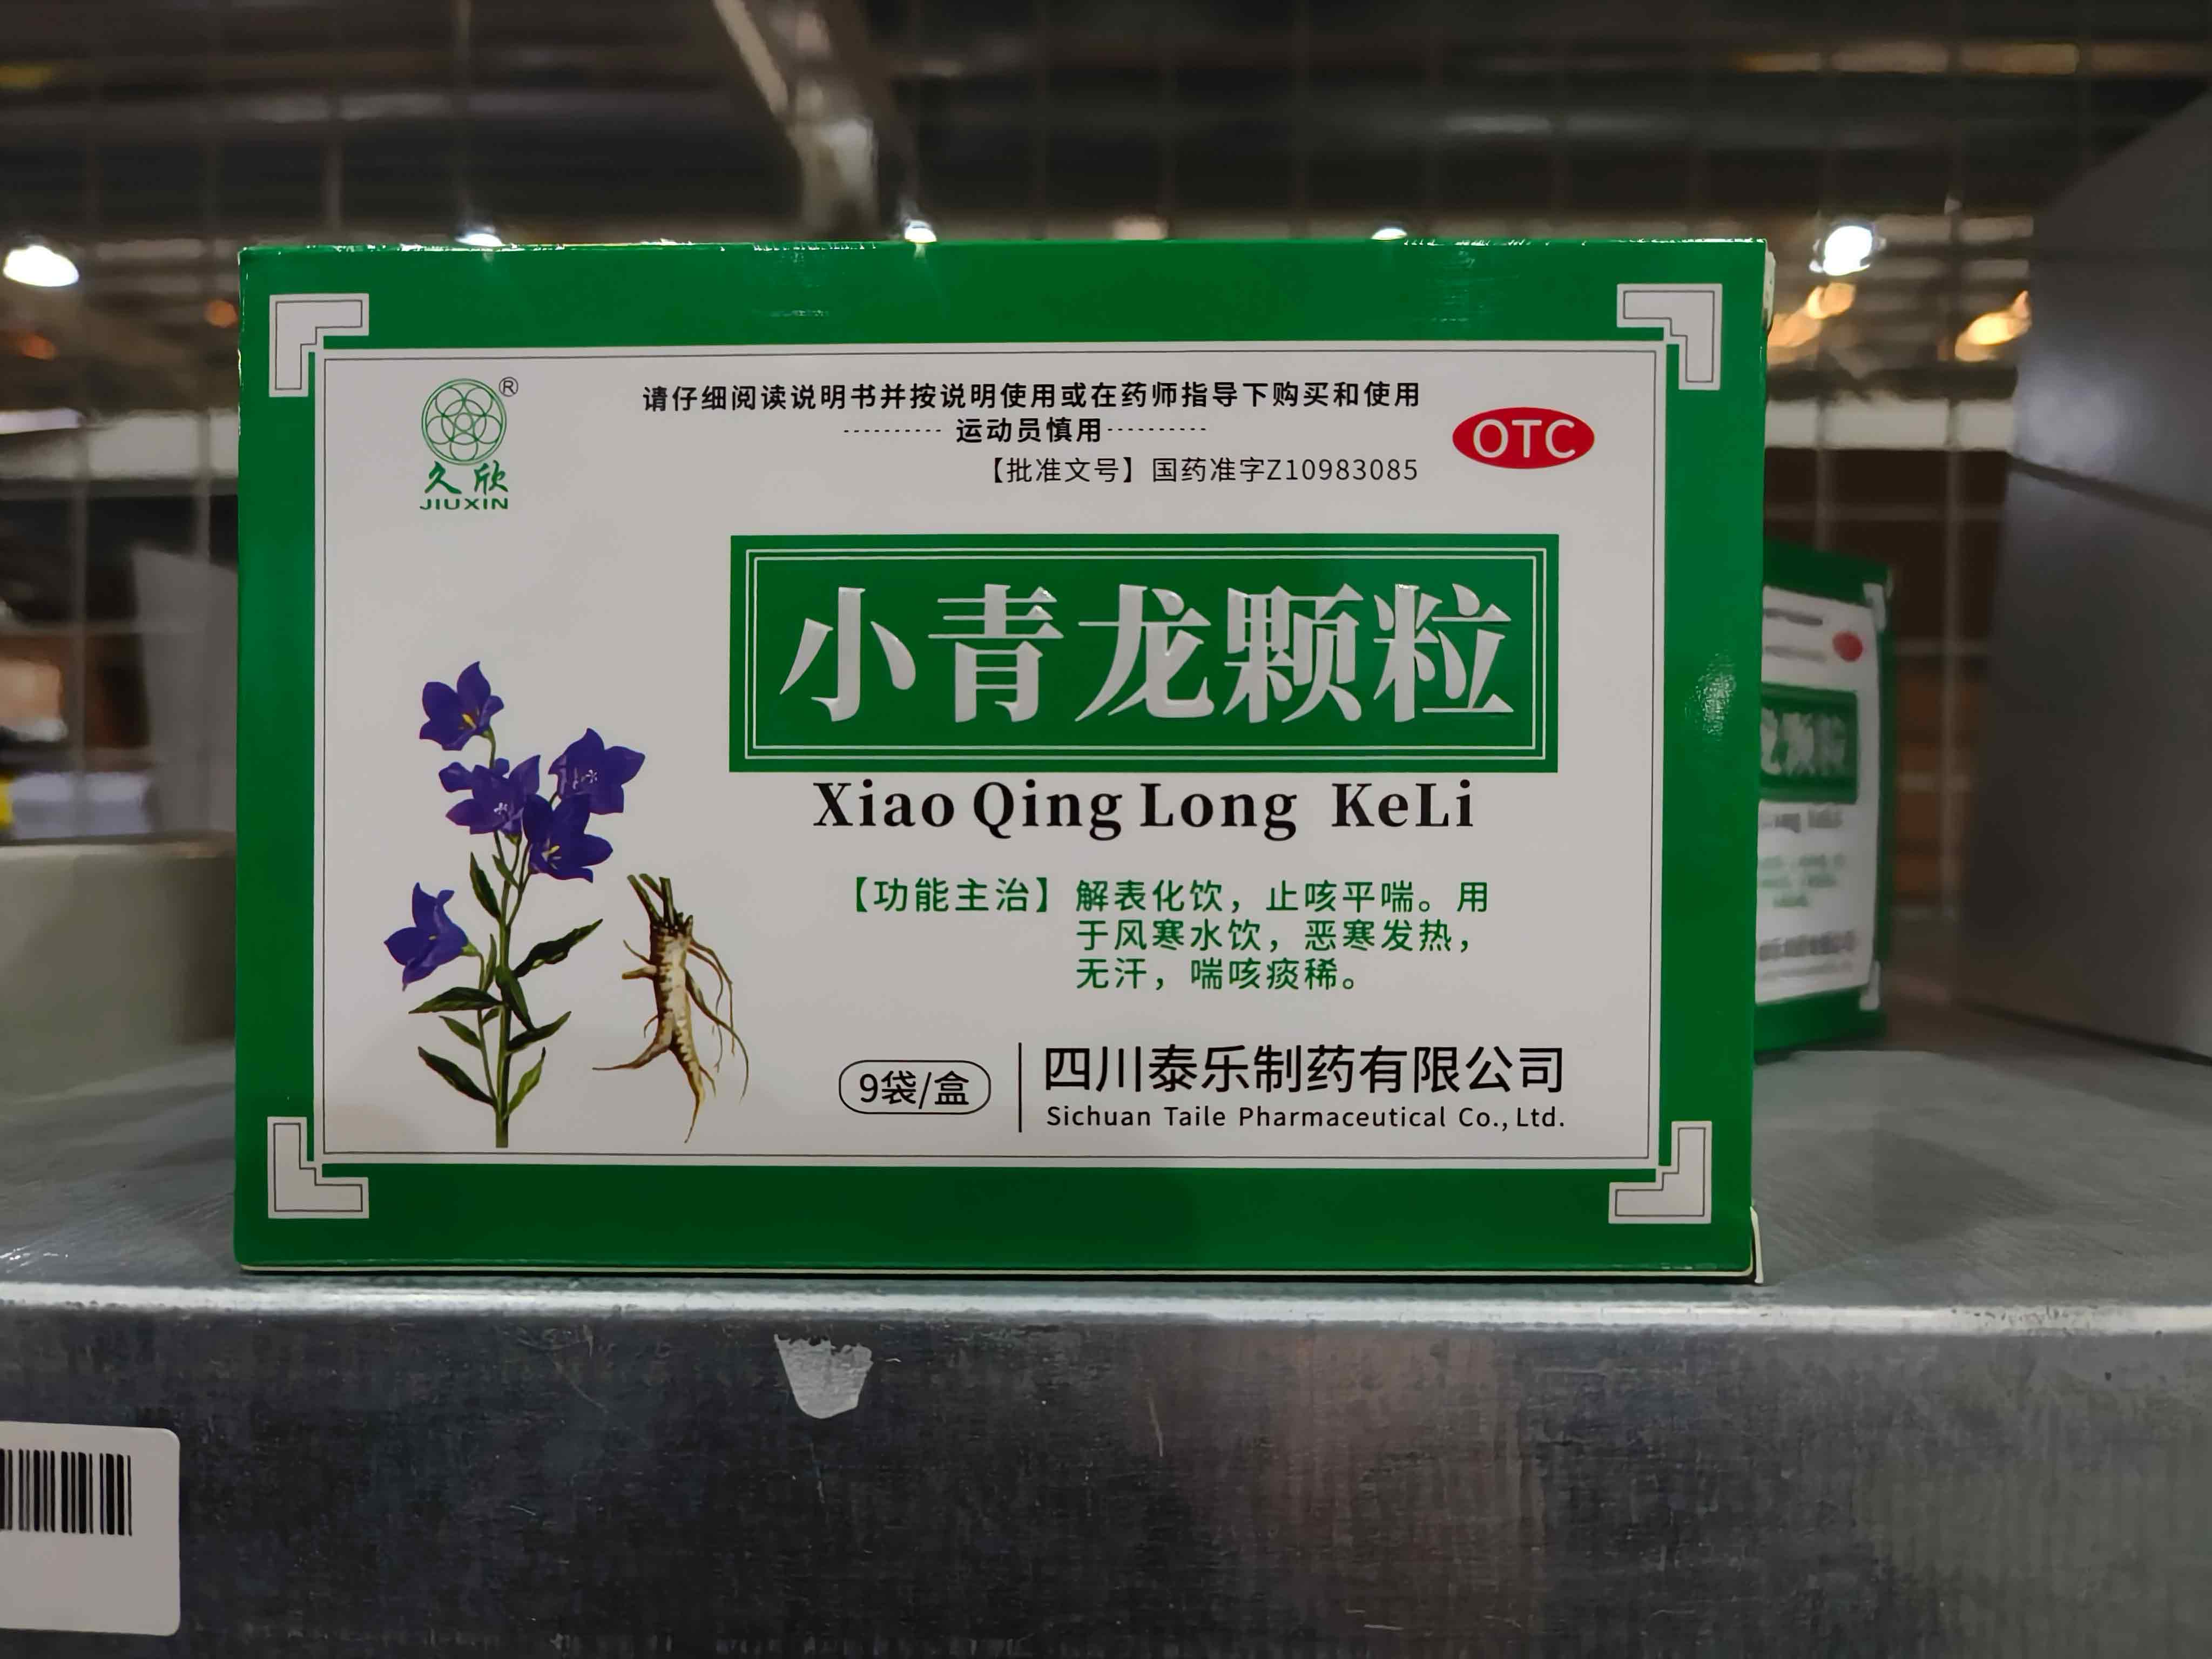 请仔细阅读说明书并按说明使用或在药师指导下购买和使用
运动员慎用
【批准文号】国药准字Z10983085
OTC
®
久欣
JIUXIN
小青龙颗粒
Xiao Qing Long KeLi
【功能主治】解表化饮，止咳平喘。用
于风寒水饮，恶寒发热，
无汗，喘咳痰稀。
9袋/盒
四川泰乐制药有限公司
Sichuan Taile Pharmaceutical Co., Ltd.
龙颗粒